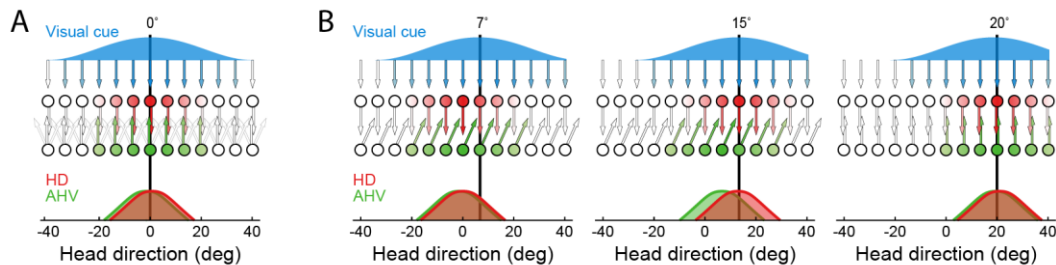 A
0°
Visual cue
HD
AHV
-40 -20 0 20 40
Head direction (deg)
B
7°
Visual cue
HD
AHV
-40 -20 0 20 40
Head direction (deg)
15°
-40 -20 0 20 40
Head direction (deg)
20°
-40 -20 0 20 40
Head direction (deg)